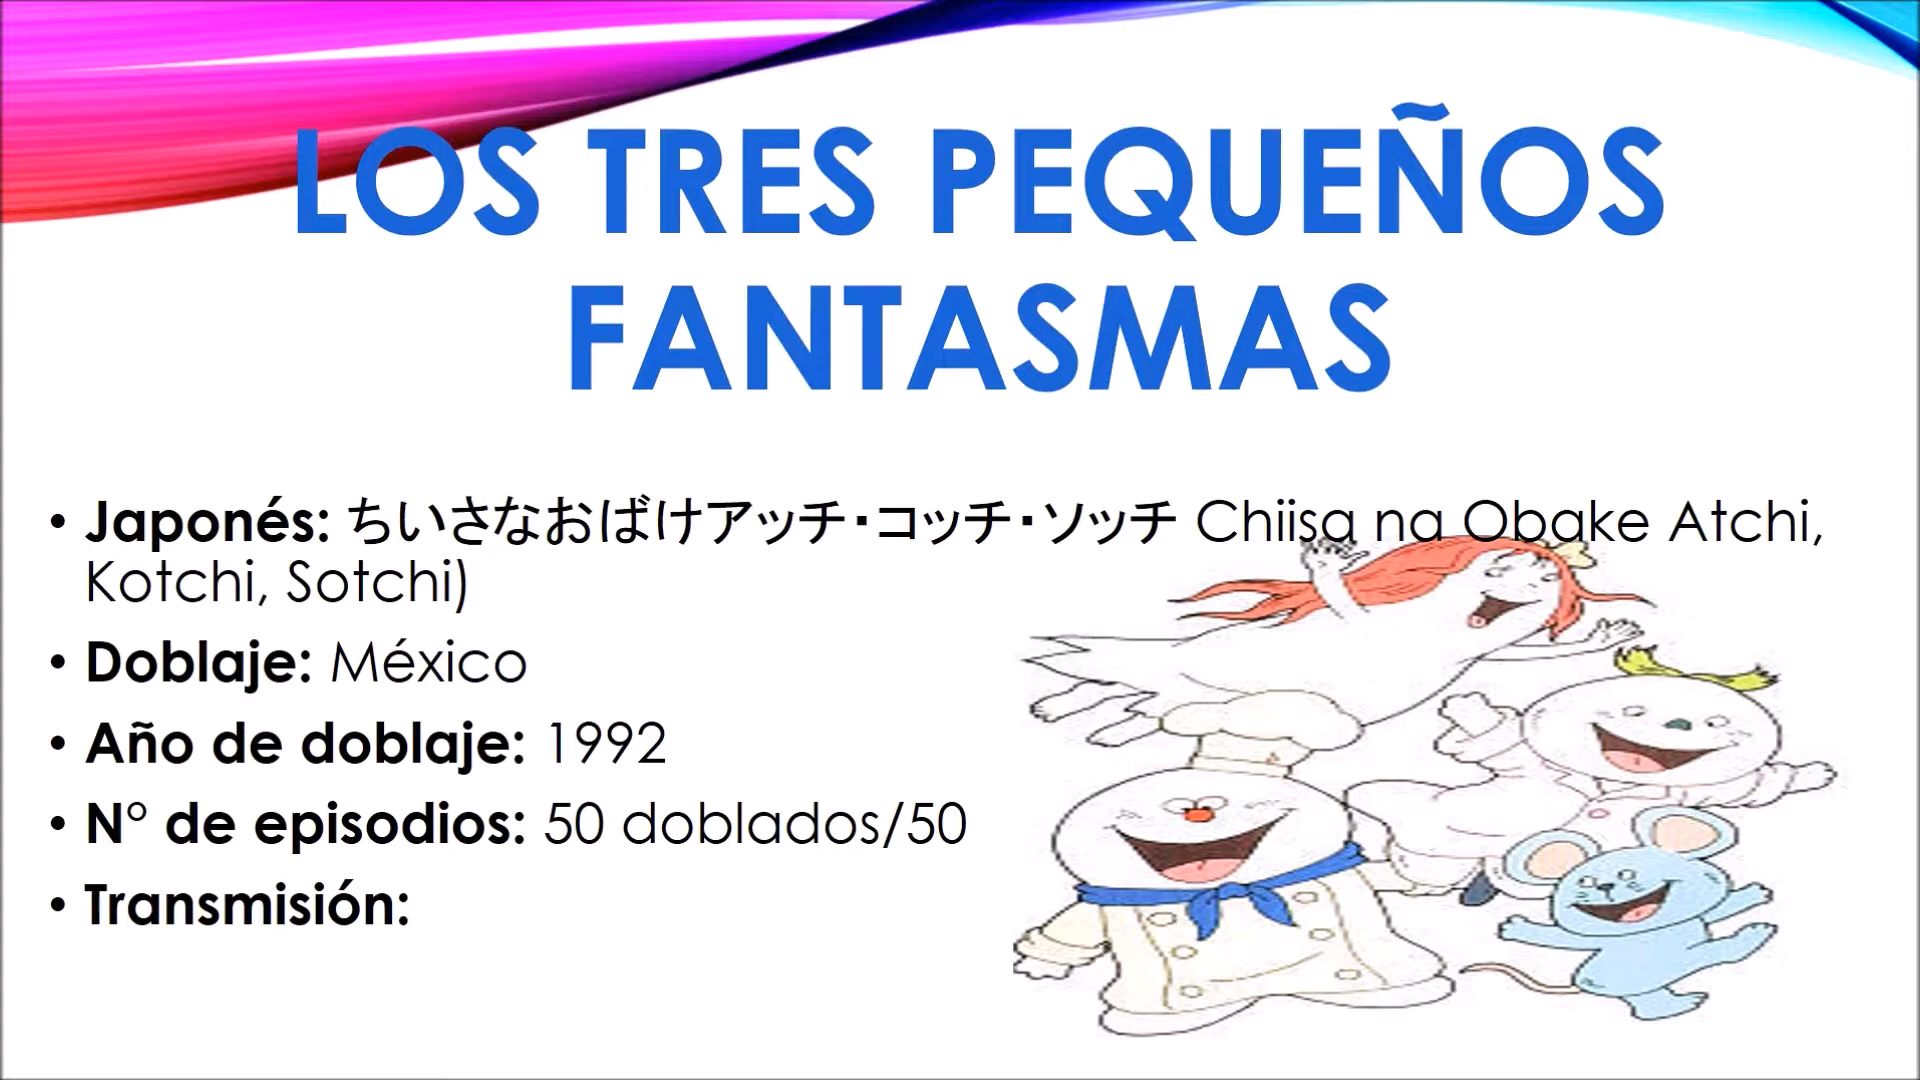 LOS TRES PEQUEÑOS
FANTASMAS
• Japonés: ちいさなおばけアッチ・コッチ・ソッチ Chiisa na Obake Atchi,
Kotchi, Sotchi)
• Doblaje: México
• Año de doblaje: 1992
• N° de episodios: 50 doblados/50
• Transmisión: